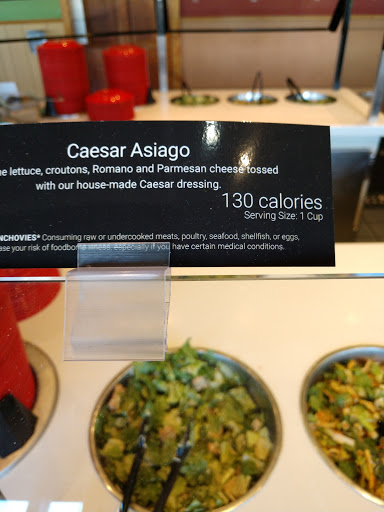 Caesar Asiago
lettuce, croutons, Romano and Parmesan cheese tossed
with our house-made Caesar dressing.
130 calories
Serving Size: 1 Cup
NCHOVIES* Consuming raw or undercooked meats, poultry, seafood, shellfish, or eggs,
ase your risk of foodborne illness, especially if you have certain medical conditions.